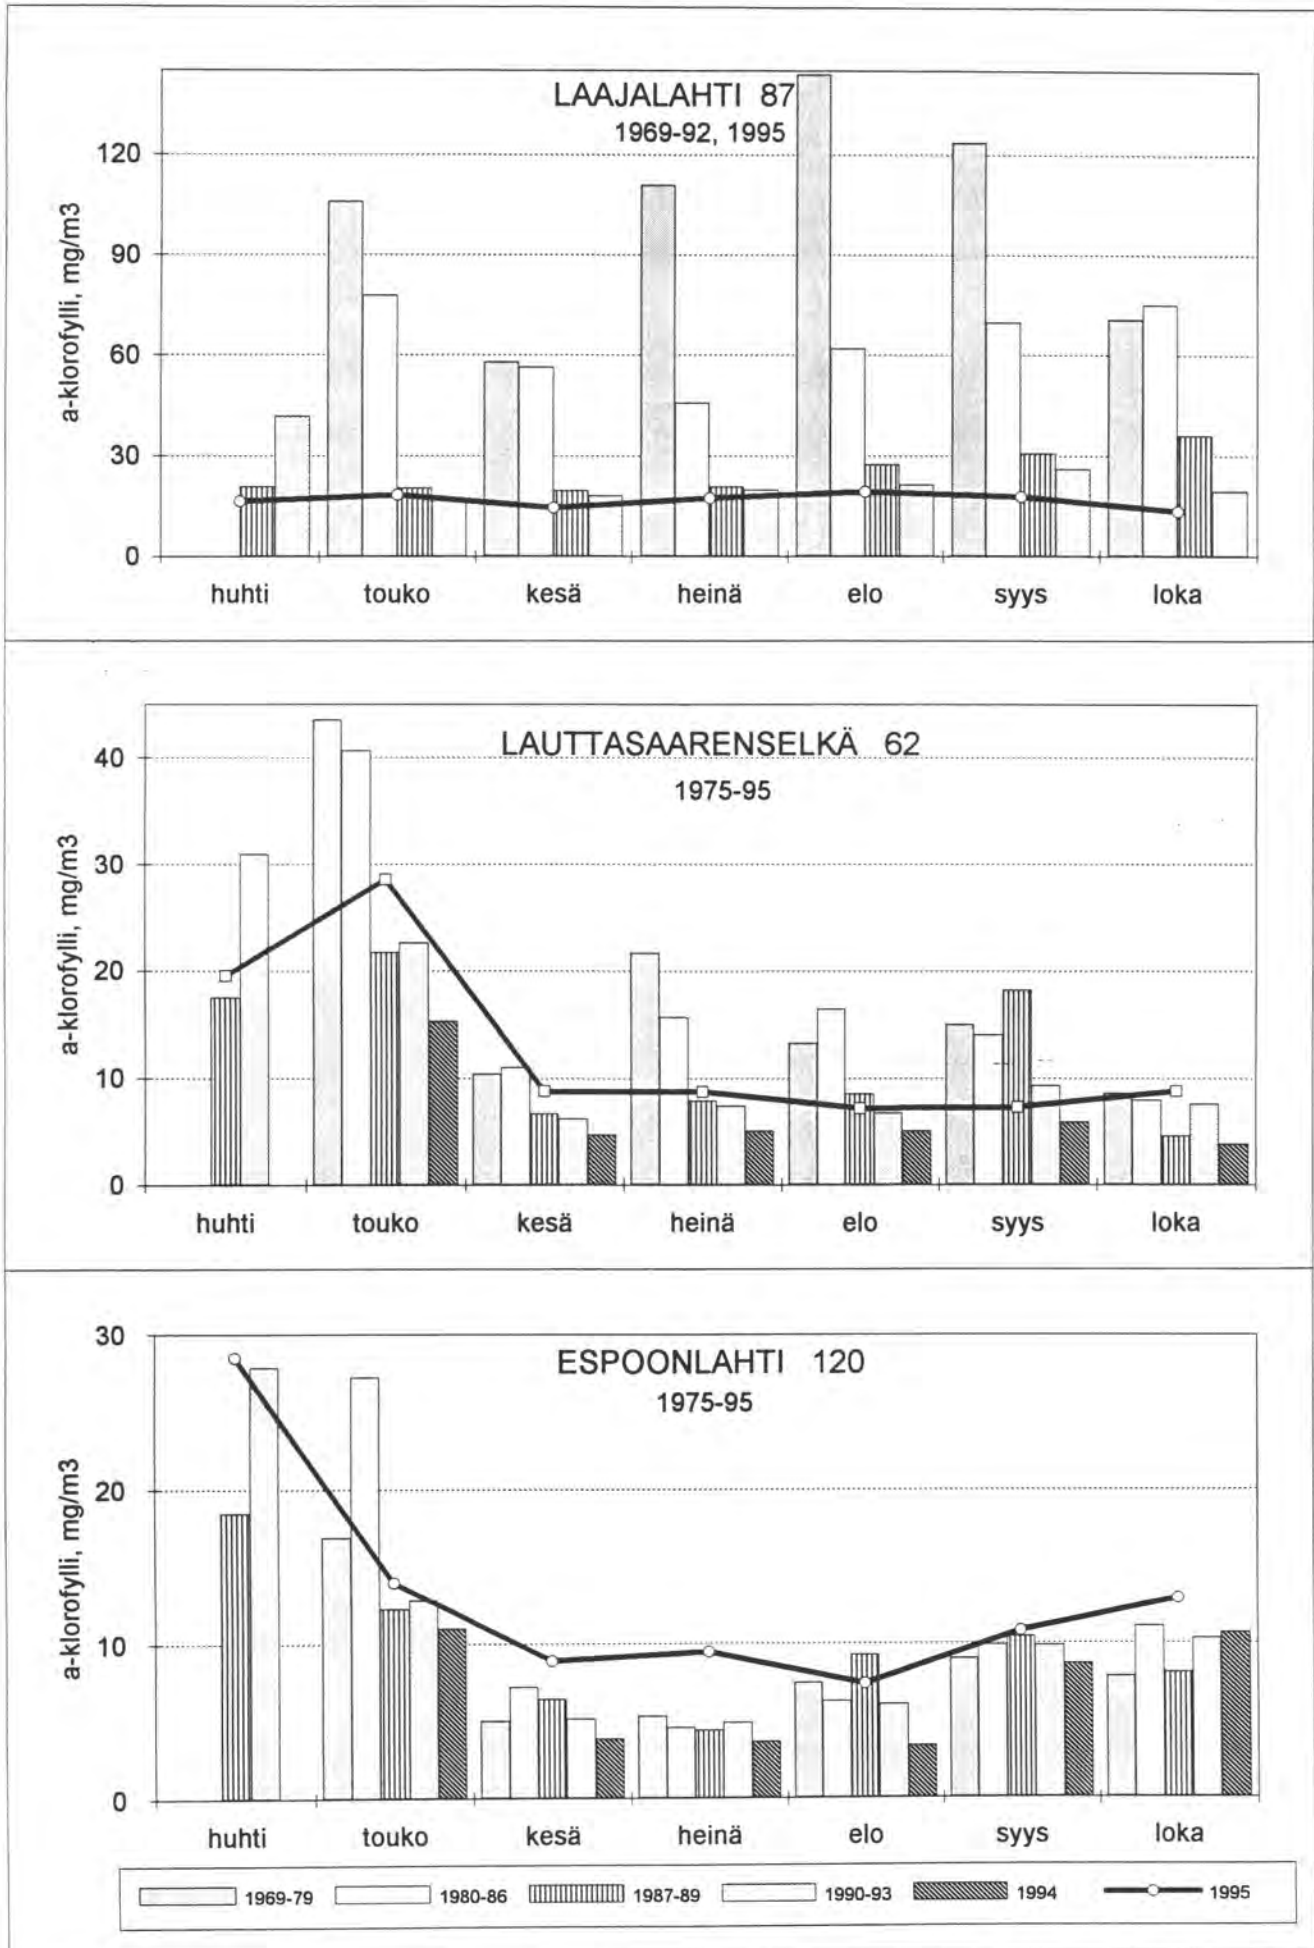 LAAJALAHTI 87
1969-92, 1995
a-klorofylli, mg/m3
120
90
60
30
0
huhti touko kesä heinä elo syys loka
LAUTTASAARENSELKÄ 62
1975-95
a-klorofylli, mg/m3
40
30
20
10
0
huhti touko kesä heinä elo syys loka
ESPOONLAHTI 120
1975-95
a-klorofylli, mg/m3
30
20
10
0
huhti touko kesä heinä elo syys loka
1969-79 1980-86 1987-89 1990-93 1994 1995